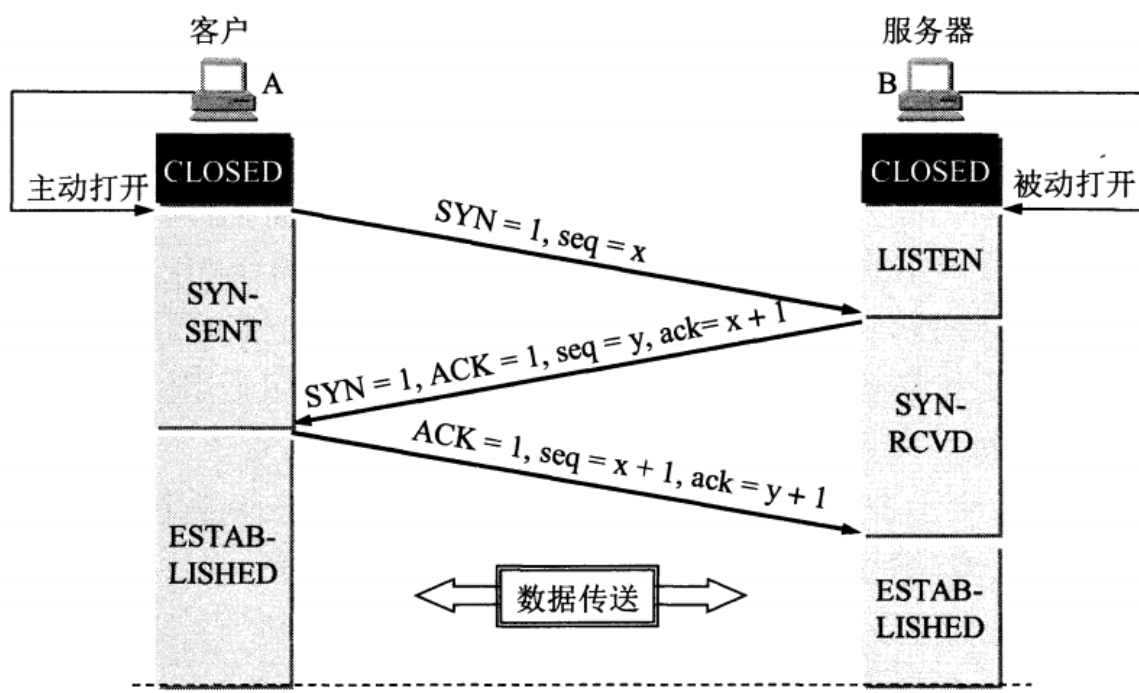 客户
服务器
A
B
CLOSED
CLOSED
主动打开
被动打开
SYN = 1, seq = x
LISTEN
SYN-
SENT
SYN = 1, ACK = 1, seq = y, ack= x + 1
SYN-
RCVD
ACK = 1, seq = x + 1, ack = y + 1
ESTAB-
LISHED
数据传送
ESTAB-
LISHED